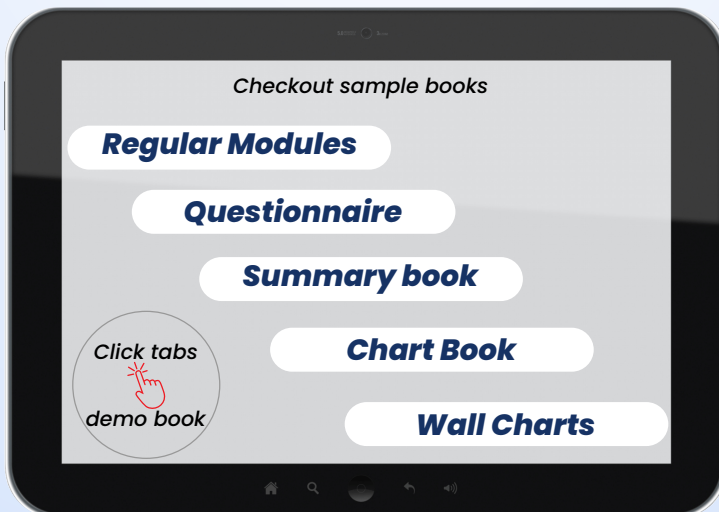 Checkout sample books
Regular Modules
Questionnaire
Summary book
Chart Book
Click tabs
demo book
Wall Charts